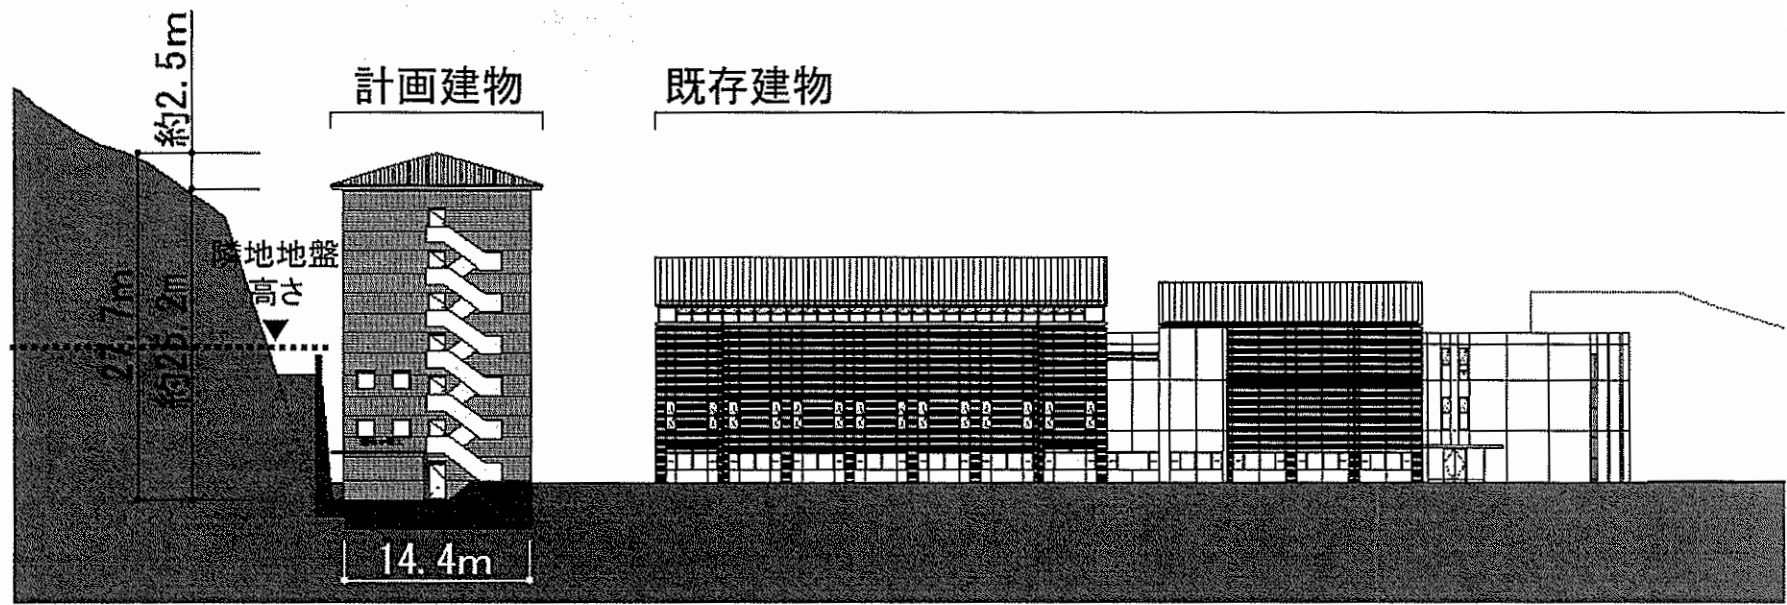 約2.5m
計画建物
既存建物
隣地地盤
高さ
27.7m
約25.2m
14.4m